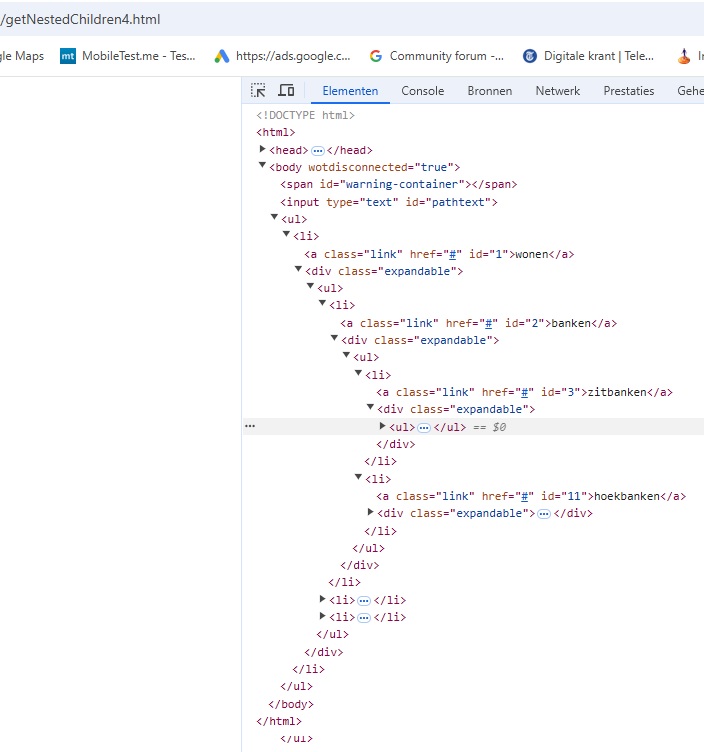 /getNestedChildren4.html
gle Maps mt MobileTest.me - Tes... https://ads.google.c... G Community forum -... Digitale krant | Tele... In
Elementen Console Bronnen Netwerk Prestaties Gehe
<!DOCTYPE html>
<html>
<head> ... </head>
<body wotdisconnected="true">
<span id="warning-container"></span>
<input type="text" id="pathtext">
<ul>
<li>
<a class="link" href="#" id="1">wonen</a>
<div class="expandable">
<ul>
<li>
<a class="link" href="#" id="2">banken</a>
<div class="expandable">
<ul>
<li>
<a class="link" href="#" id="3">zitbanken</a>
<div class="expandable">
... <ul> ... </ul> == $0
</div>
</li>
<li>
<a class="link" href="#" id="11">hoekbanken</a>
<div class="expandable"> ... </div>
</li>
</ul>
</div>
</li>
<li> ... </li>
<li> ... </li>
</ul>
</div>
</li>
</ul>
</body>
</html>
</ul>